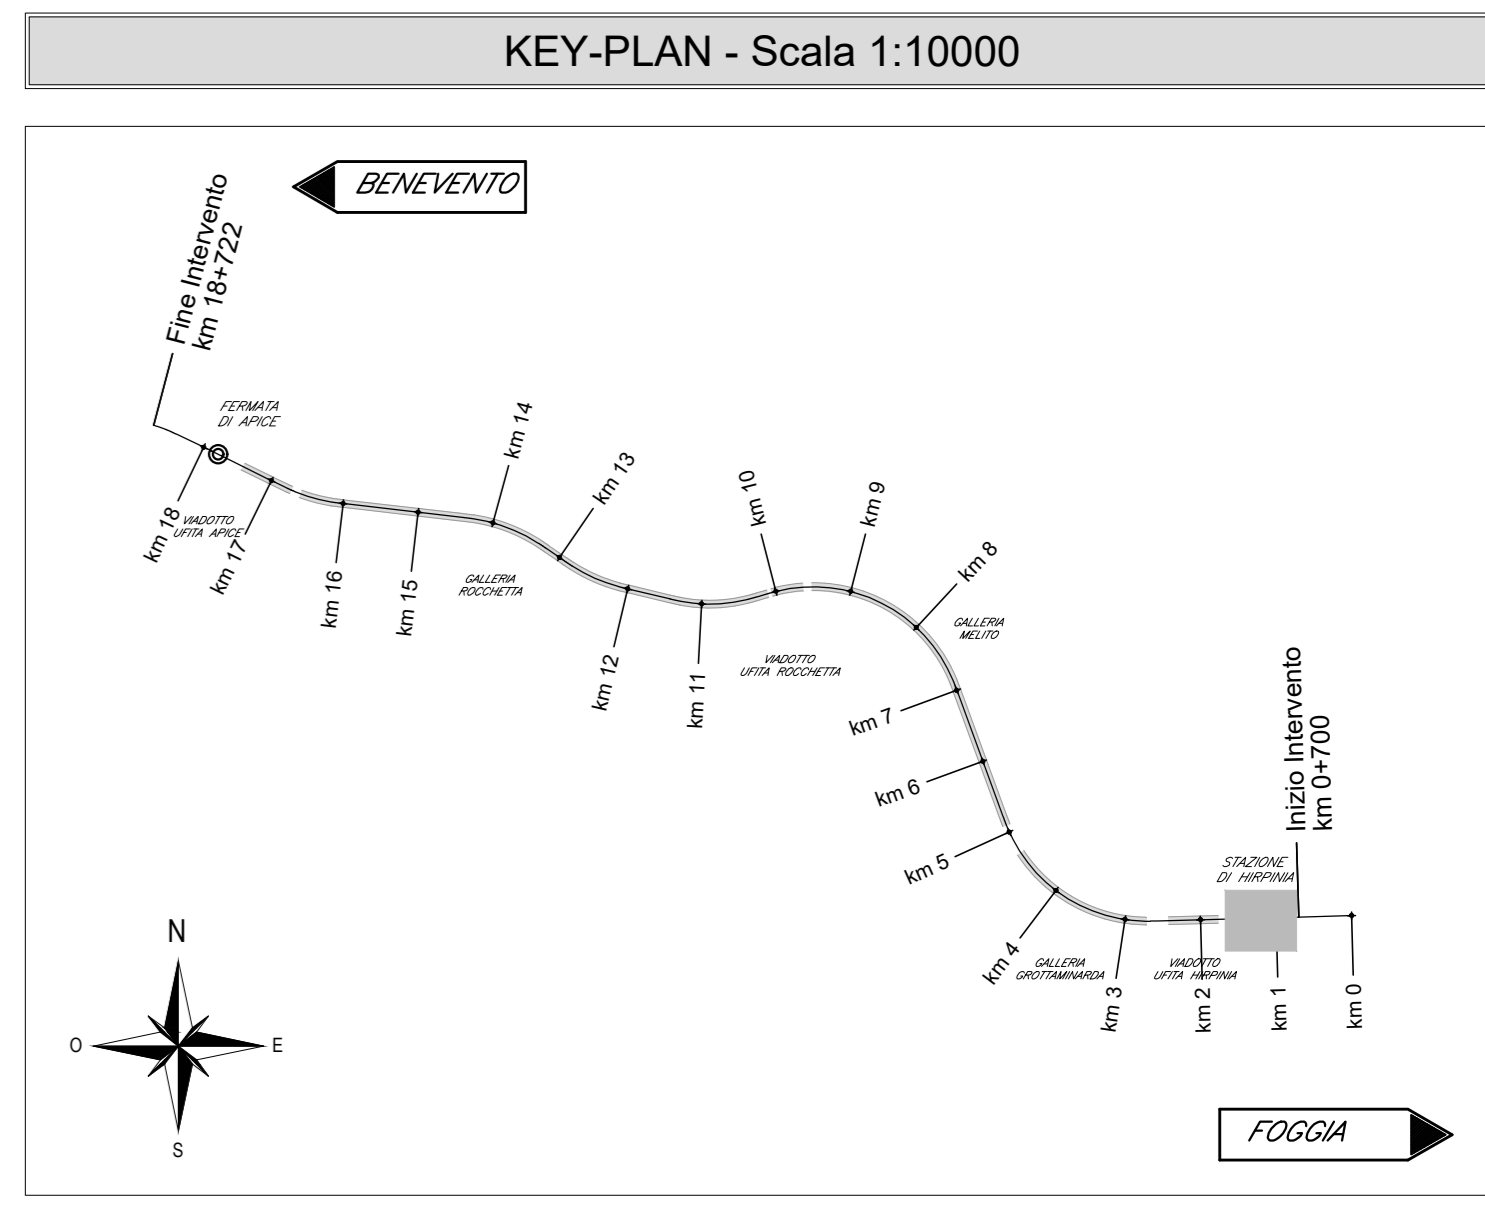 KEY-PLAN - Scala 1:10000
BENEVENTO
Fine Intervento
km 18+722
FERMATA
DI APICE
km 18
VIADOTTO
UFITA APICE
km 17
km 16
km 15
km 14
GALLERIA
ROCCHETTA
km 13
km 12
km 11
km 10
VIADOTTO
UFITA ROCCHETTA
km 9
km 8
GALLERIA
MELITO
km 7
km 6
km 5
km 4
GALLERIA
GROTTAMINARDA
km 3
VIADOTTO
UFITA HIRPINIA
km 2
STAZIONE
DI HIRPINIA
km 1
Inizio Intervento
km 0+700
km 0
N
O
E
S
FOGGIA